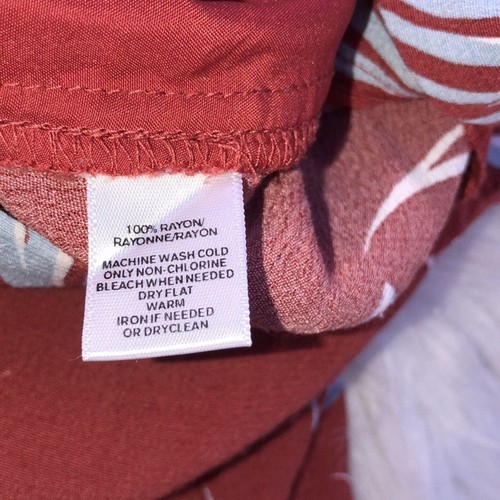 100% RAYON/
RAYONNE/RAYON
MACHINE WASH COLD
ONLY NON-CHLORINE
BLEACH WHEN NEEDED
DRY FLAT
WARM
IRON IF NEEDED
OR DRYCLEAN